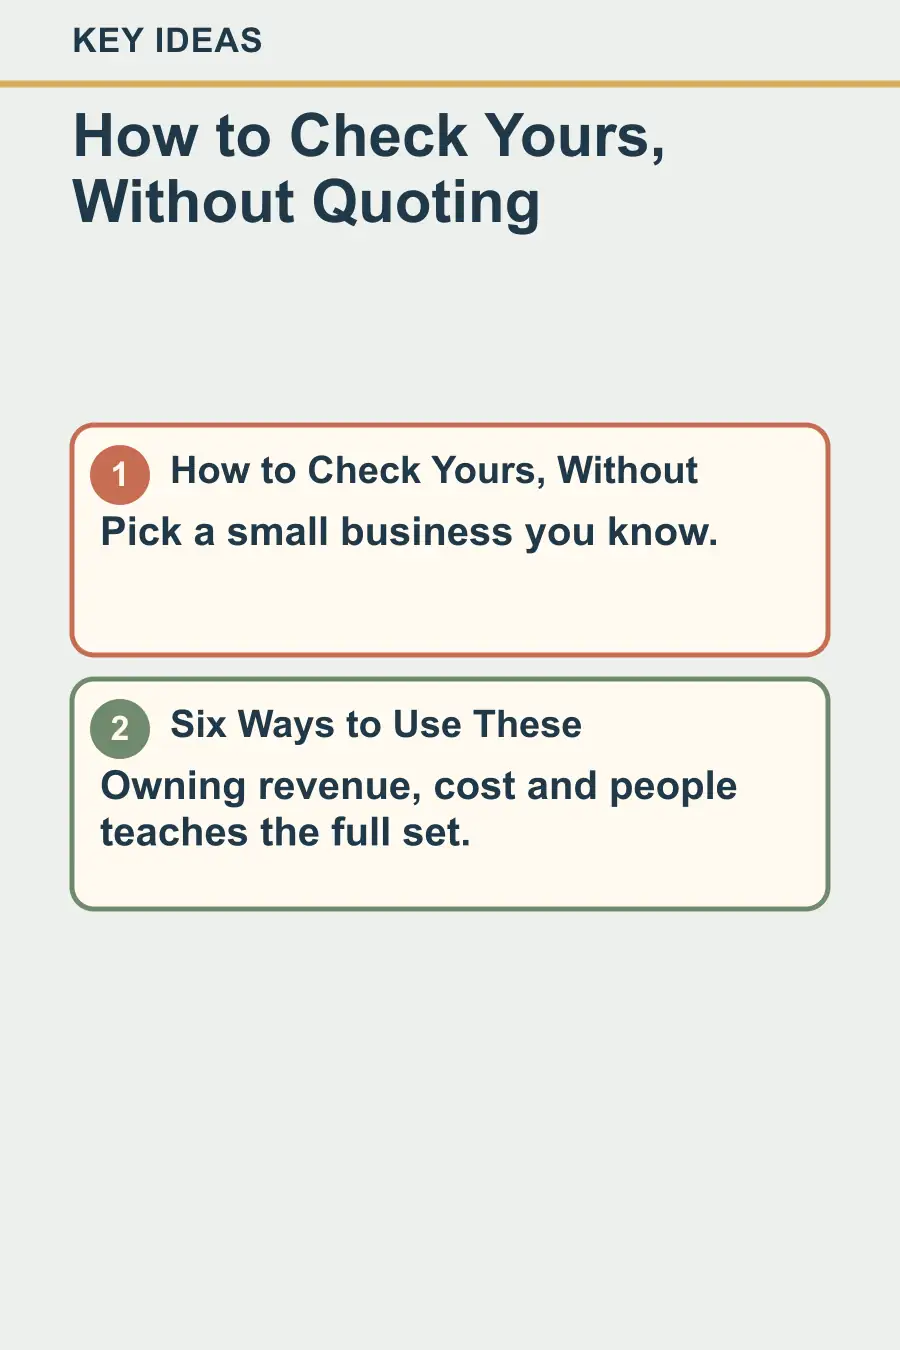 KEY IDEAS
How to Check Yours,
Without Quoting
1 How to Check Yours, Without
Pick a small business you know.
2 Six Ways to Use These
Owning revenue, cost and people
teaches the full set.